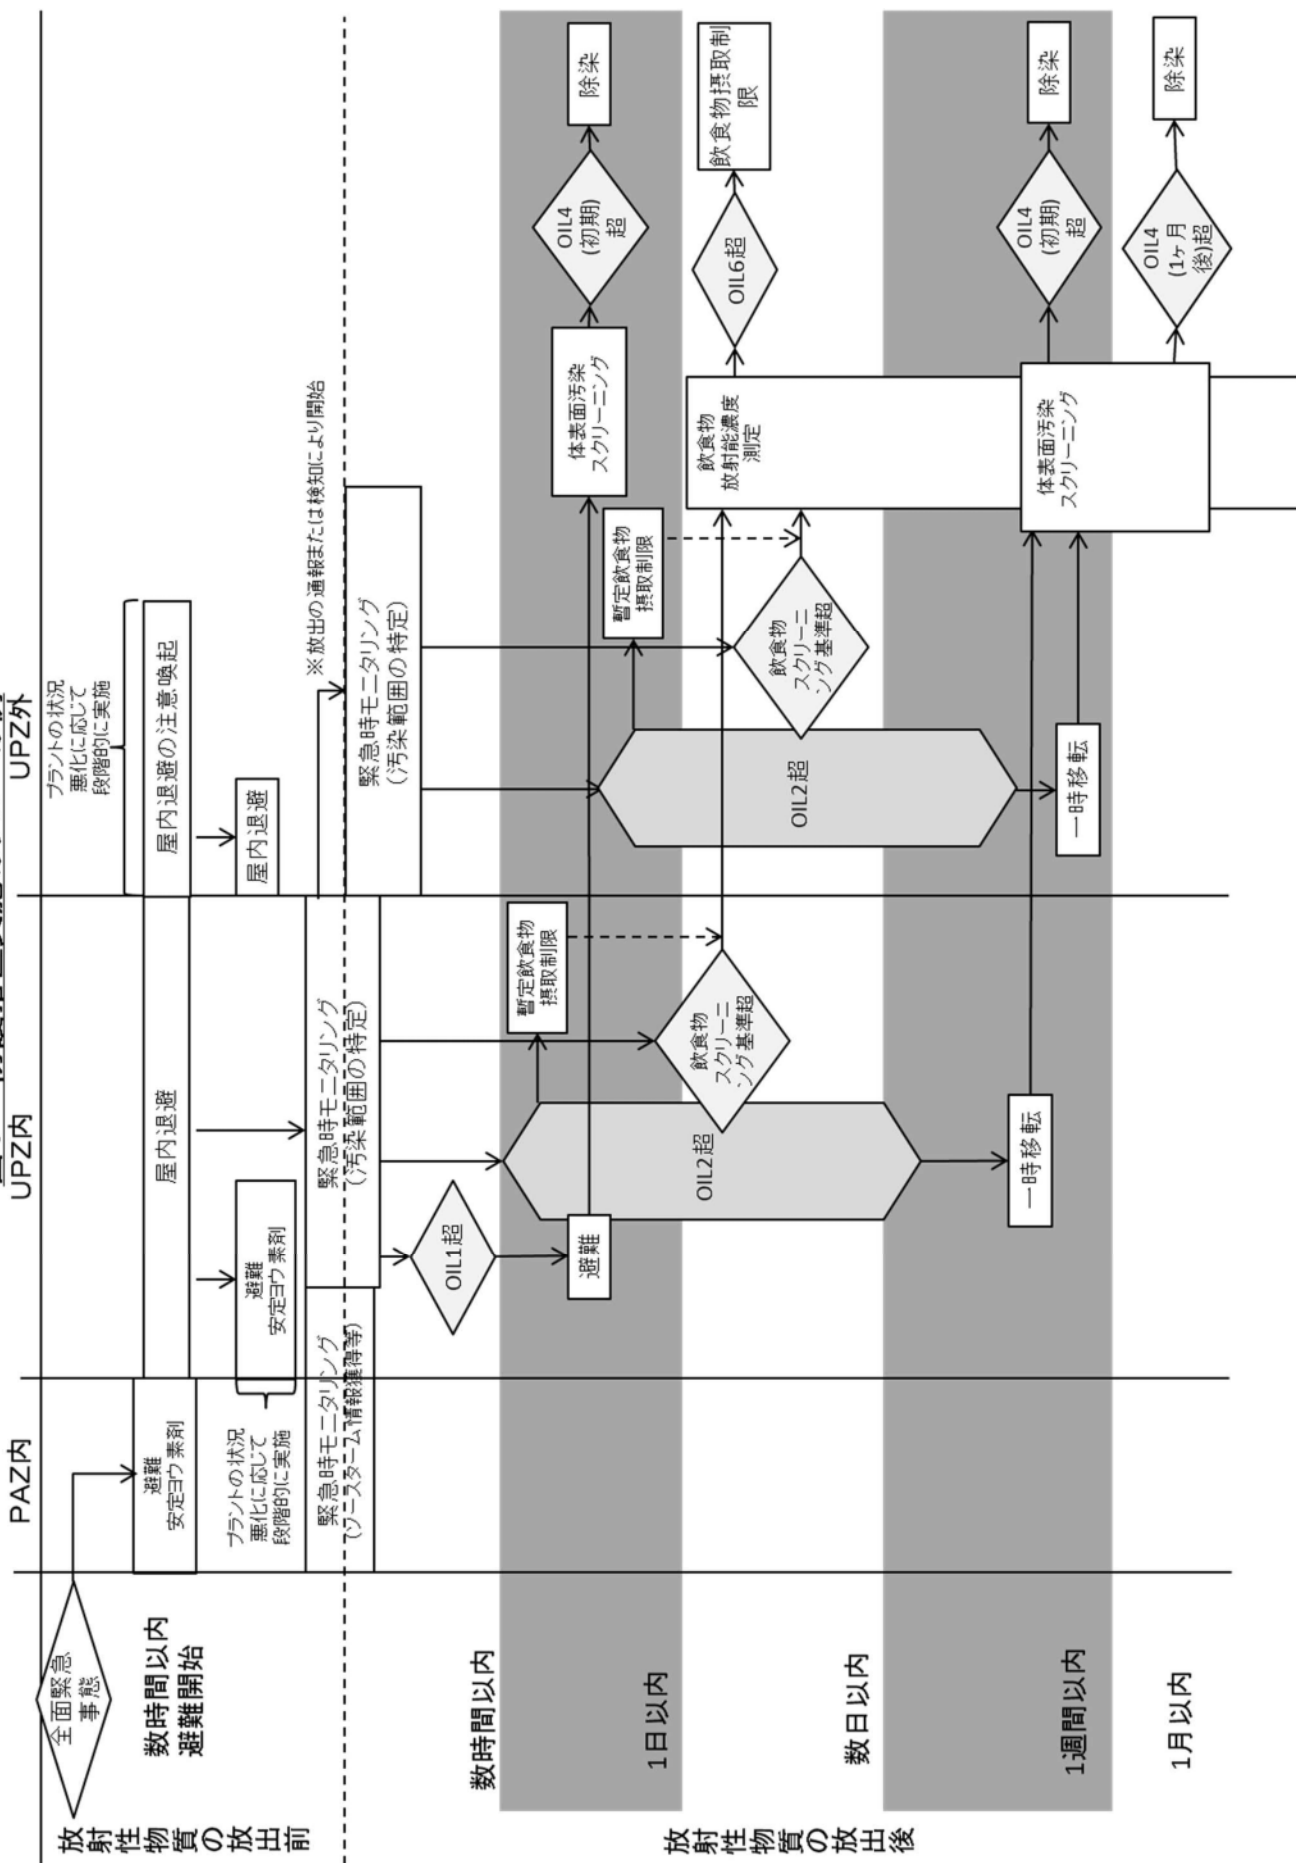 PAZ内
UPZ内
UPZ外
放射性物質の放出前
全面緊急
事態
数時間以内
避難開始
避難
安定ヨウ素剤
屋内退避
プラントの状況
悪化に応じて
段階的に実施
屋内退避の注意喚起
プラントの状況
悪化に応じて
段階的に実施
避難
安定ヨウ素剤
屋内退避
※放出の通報または検知により開始
緊急時モニタリング
(ソースターム情報獲得等)
緊急時モニタリング
(汚染範囲の特定)
緊急時モニタリング
(汚染範囲の特定)
放射性物質の放出後
数時間以内
OIL1超
1日以内
避難
OIL2超
暫定飲食物
摂取制限
OIL2超
暫定飲食物
摂取制限
体表面汚染
スクリーニング
OIL4
(初期)
超
除染
数日以内
飲食物
スクリーニ
ング基準超
飲食物
スクリーニ
ング基準超
飲食物
放射能濃度
測定
OIL6超
飲食物摂取制
限
1週間以内
一時移転
一時移転
体表面汚染
スクリーニング
OIL4
(初期)
超
除染
1月以内
OIL4
(1ヶ月
後)超
除染